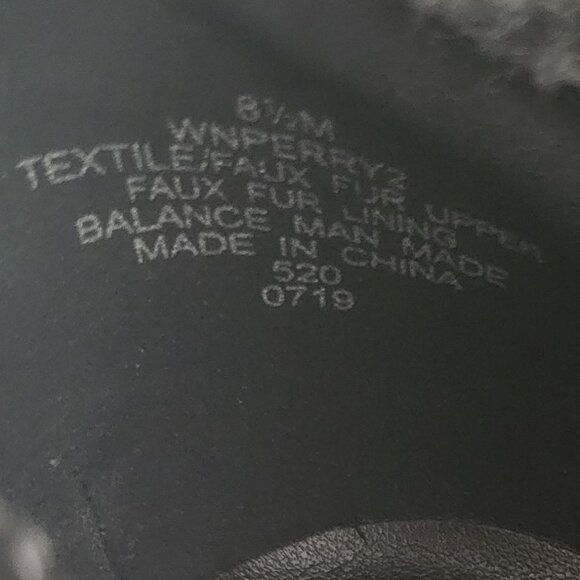 8½M
WNPERRY2
TEXTILE/FAUX FUR UPPER
FAUX FUR LINING
BALANCE MAN MADE
MADE IN CHINA
520
0719